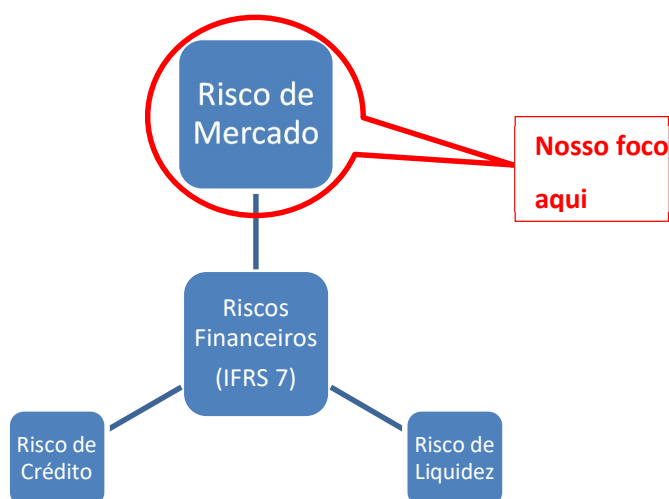 Risco de
Mercado
Nosso foco
aqui
Riscos
Financeiros
(IFRS 7)
Risco de
Crédito
Risco de
Liquidez